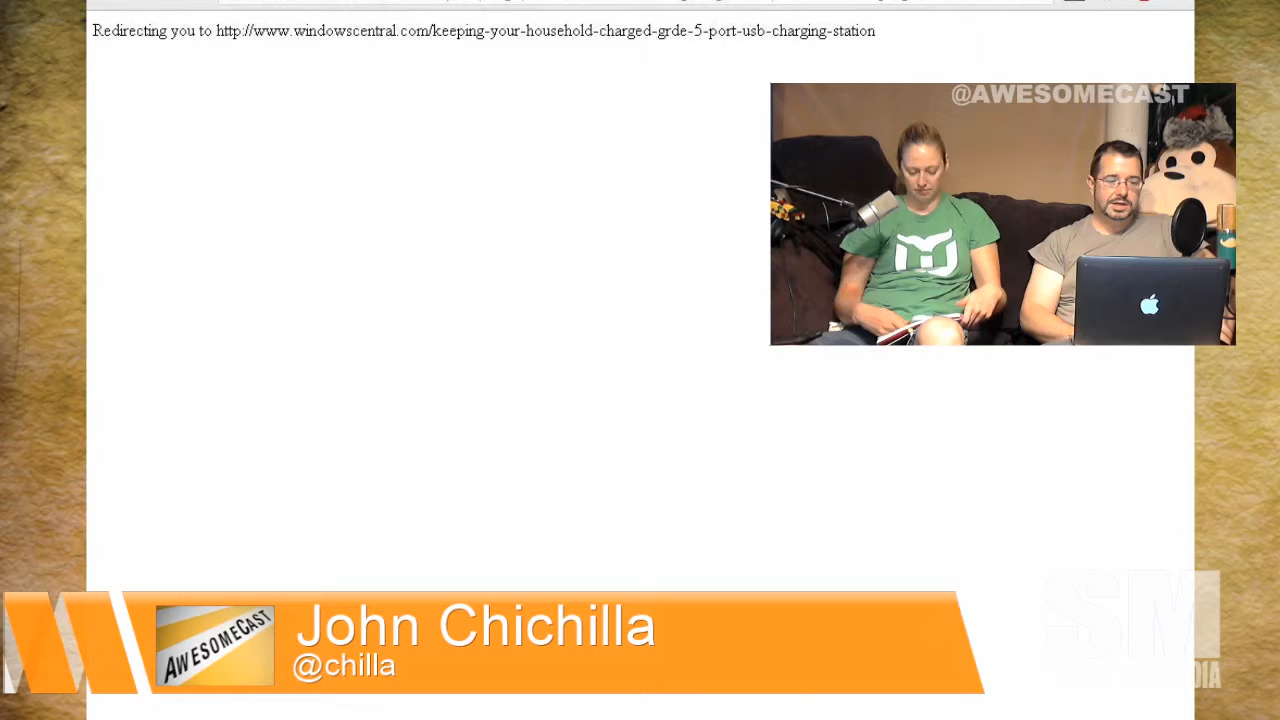 Redirecting you to http://www.windowscentral.com/keeping-your-household-charged-grde-5-port-usb-charging-station
@AWESOMECAST
AWESOMECAST
John Chichilla
@chilla
SM